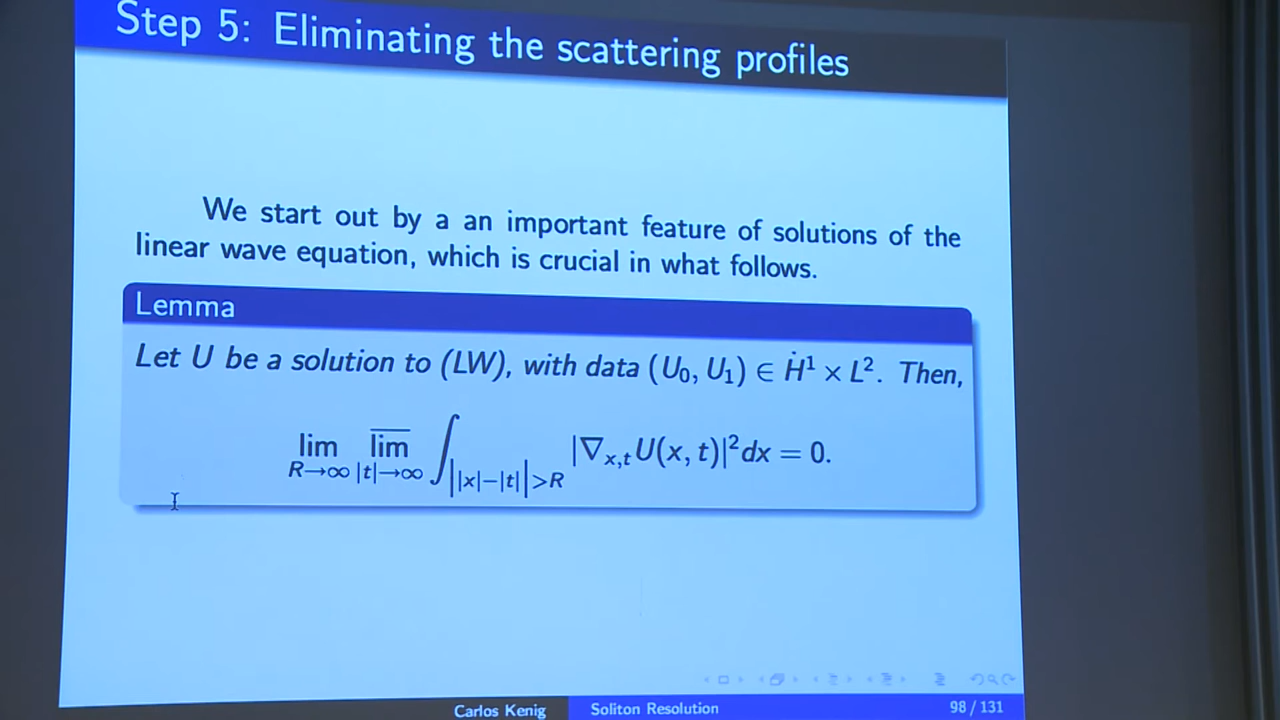 Step 5: Eliminating the scattering profiles
We start out by a an important feature of solutions of the
linear wave equation, which is crucial in what follows.
Lemma
Let U be a solution to (LW), with data (U₀, U₁) ∈ Ḣ¹ × L². Then,
lim_{R→∞} \overline{lim}_{|t|→∞} ∫_{||x|−|t||>R} |∇ₓ,ₜU(x, t)|²dx = 0.
Carlos Kenig Soliton Resolution 98 / 131